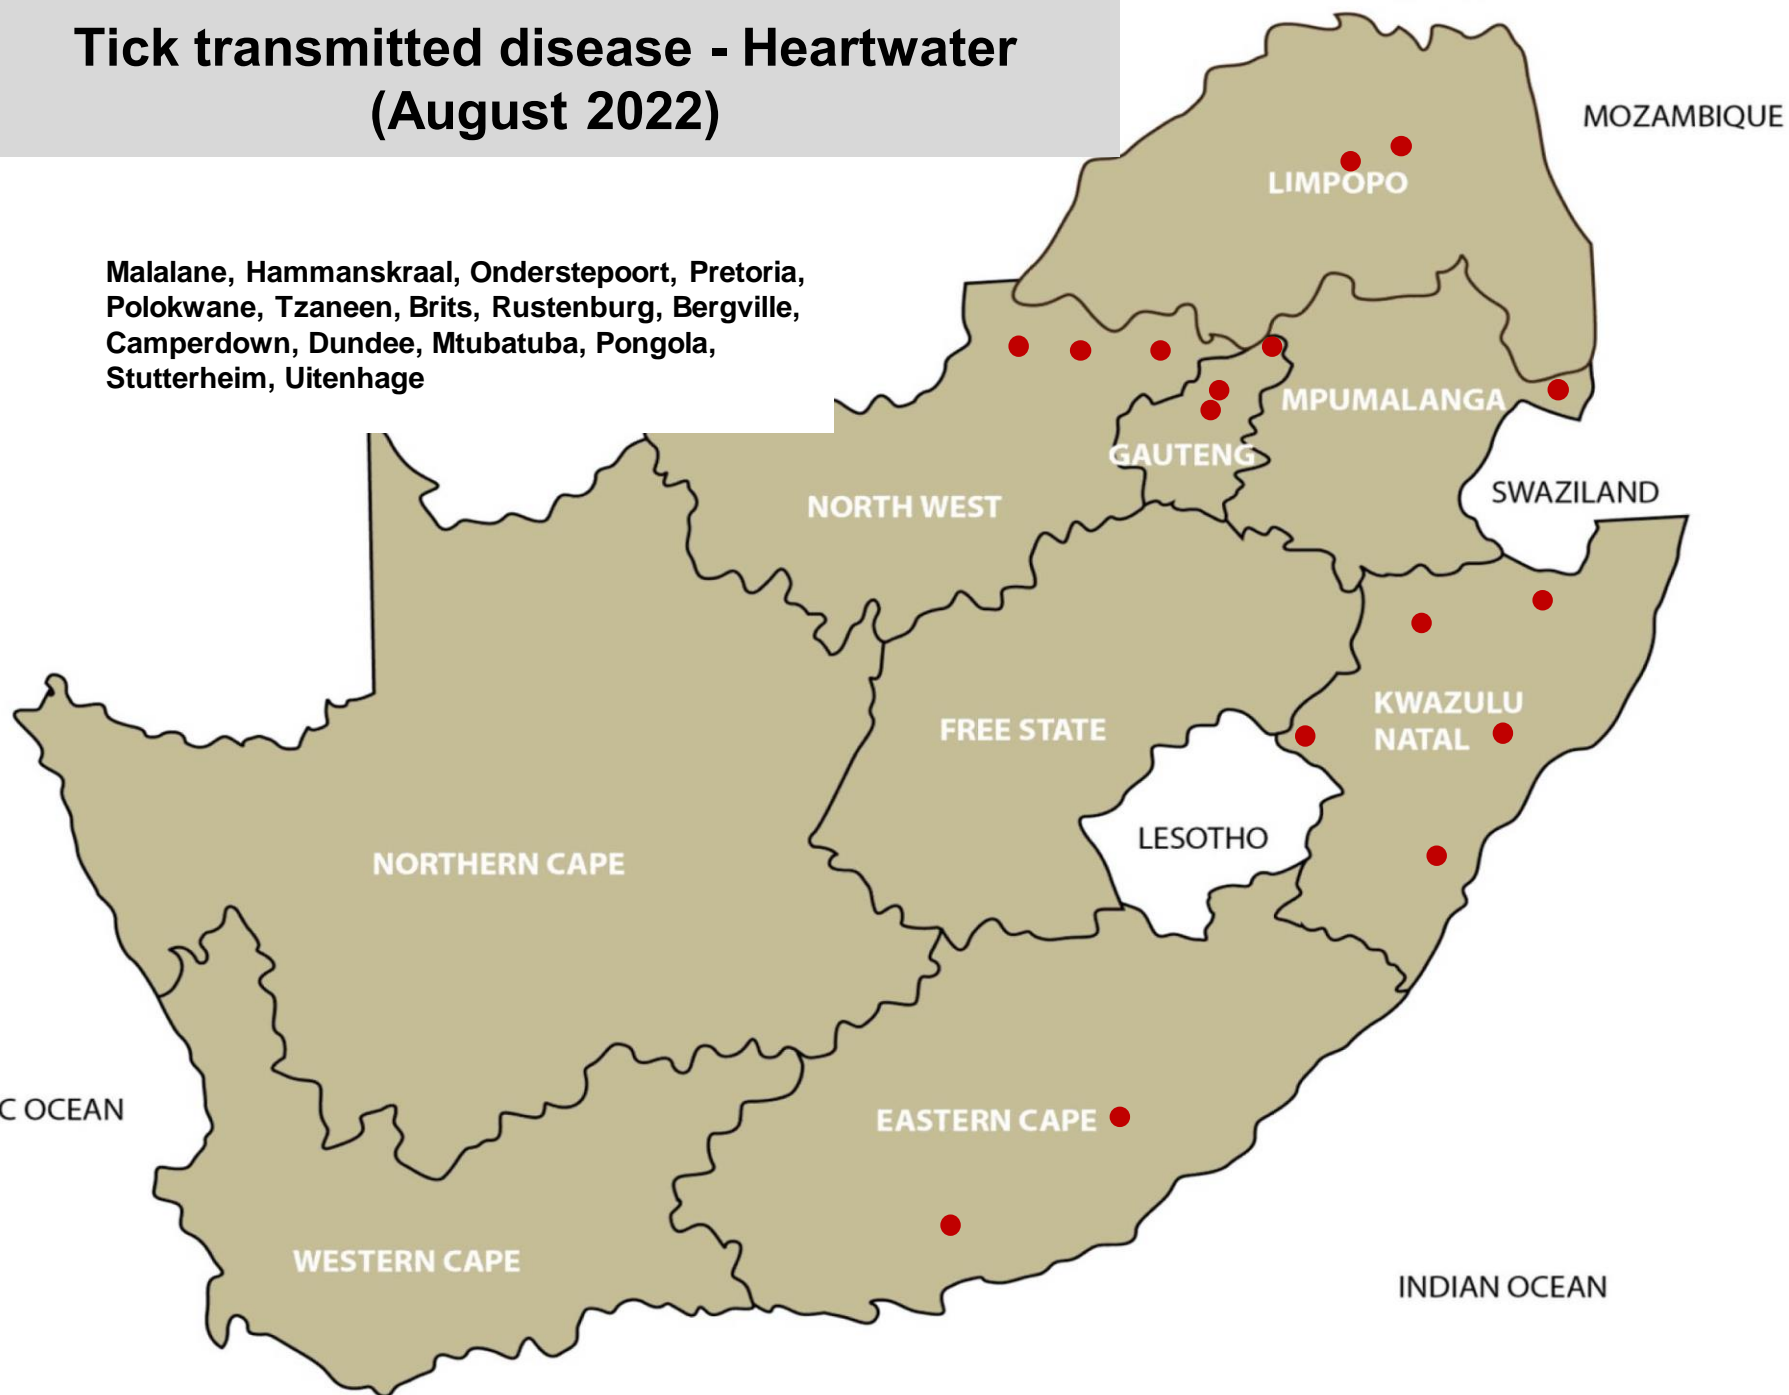 Tick transmitted disease - Heartwater
(August 2022)
MOZAMBIQUE
LIMPOPO
Malalane, Hammanskraal, Onderstepoort, Pretoria,
Polokwane, Tzaneen, Brits, Rustenburg, Bergville,
Camperdown, Dundee, Mtubatuba, Pongola,
Stutterheim, Uitenhage
MPUMALANGA
GAUTENG
NORTH WEST
SWAZILAND
KWAZULU
NATAL
FREE STATE
LESOTHO
NORTHERN CAPE
C OCEAN
EASTERN CAPE
WESTERN CAPE
INDIAN OCEAN